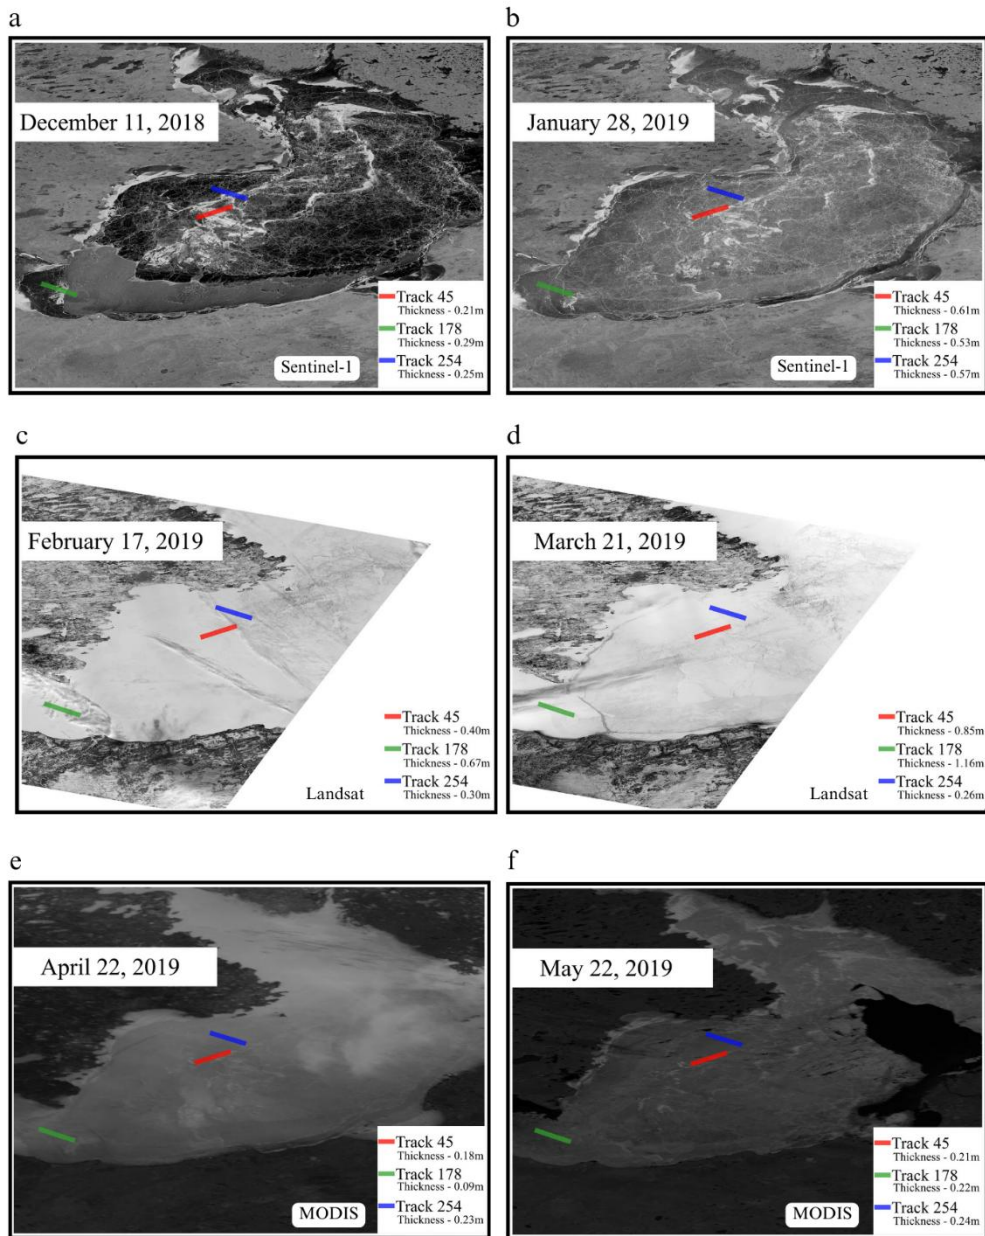 a
December 11, 2018
Track 45
Thickness - 0.21m
Track 178
Thickness - 0.29m
Track 254
Thickness - 0.25m
Sentinel-1
b
January 28, 2019
Track 45
Thickness - 0.61m
Track 178
Thickness - 0.53m
Track 254
Thickness - 0.57m
Sentinel-1
c
February 17, 2019
Track 45
Thickness - 0.40m
Track 178
Thickness - 0.67m
Track 254
Thickness - 0.30m
Landsat
d
March 21, 2019
Track 45
Thickness - 0.85m
Track 178
Thickness - 1.16m
Track 254
Thickness - 0.26m
Landsat
e
April 22, 2019
Track 45
Thickness - 0.18m
Track 178
Thickness - 0.09m
Track 254
Thickness - 0.23m
MODIS
f
May 22, 2019
Track 45
Thickness - 0.21m
Track 178
Thickness - 0.22m
Track 254
Thickness - 0.24m
MODIS